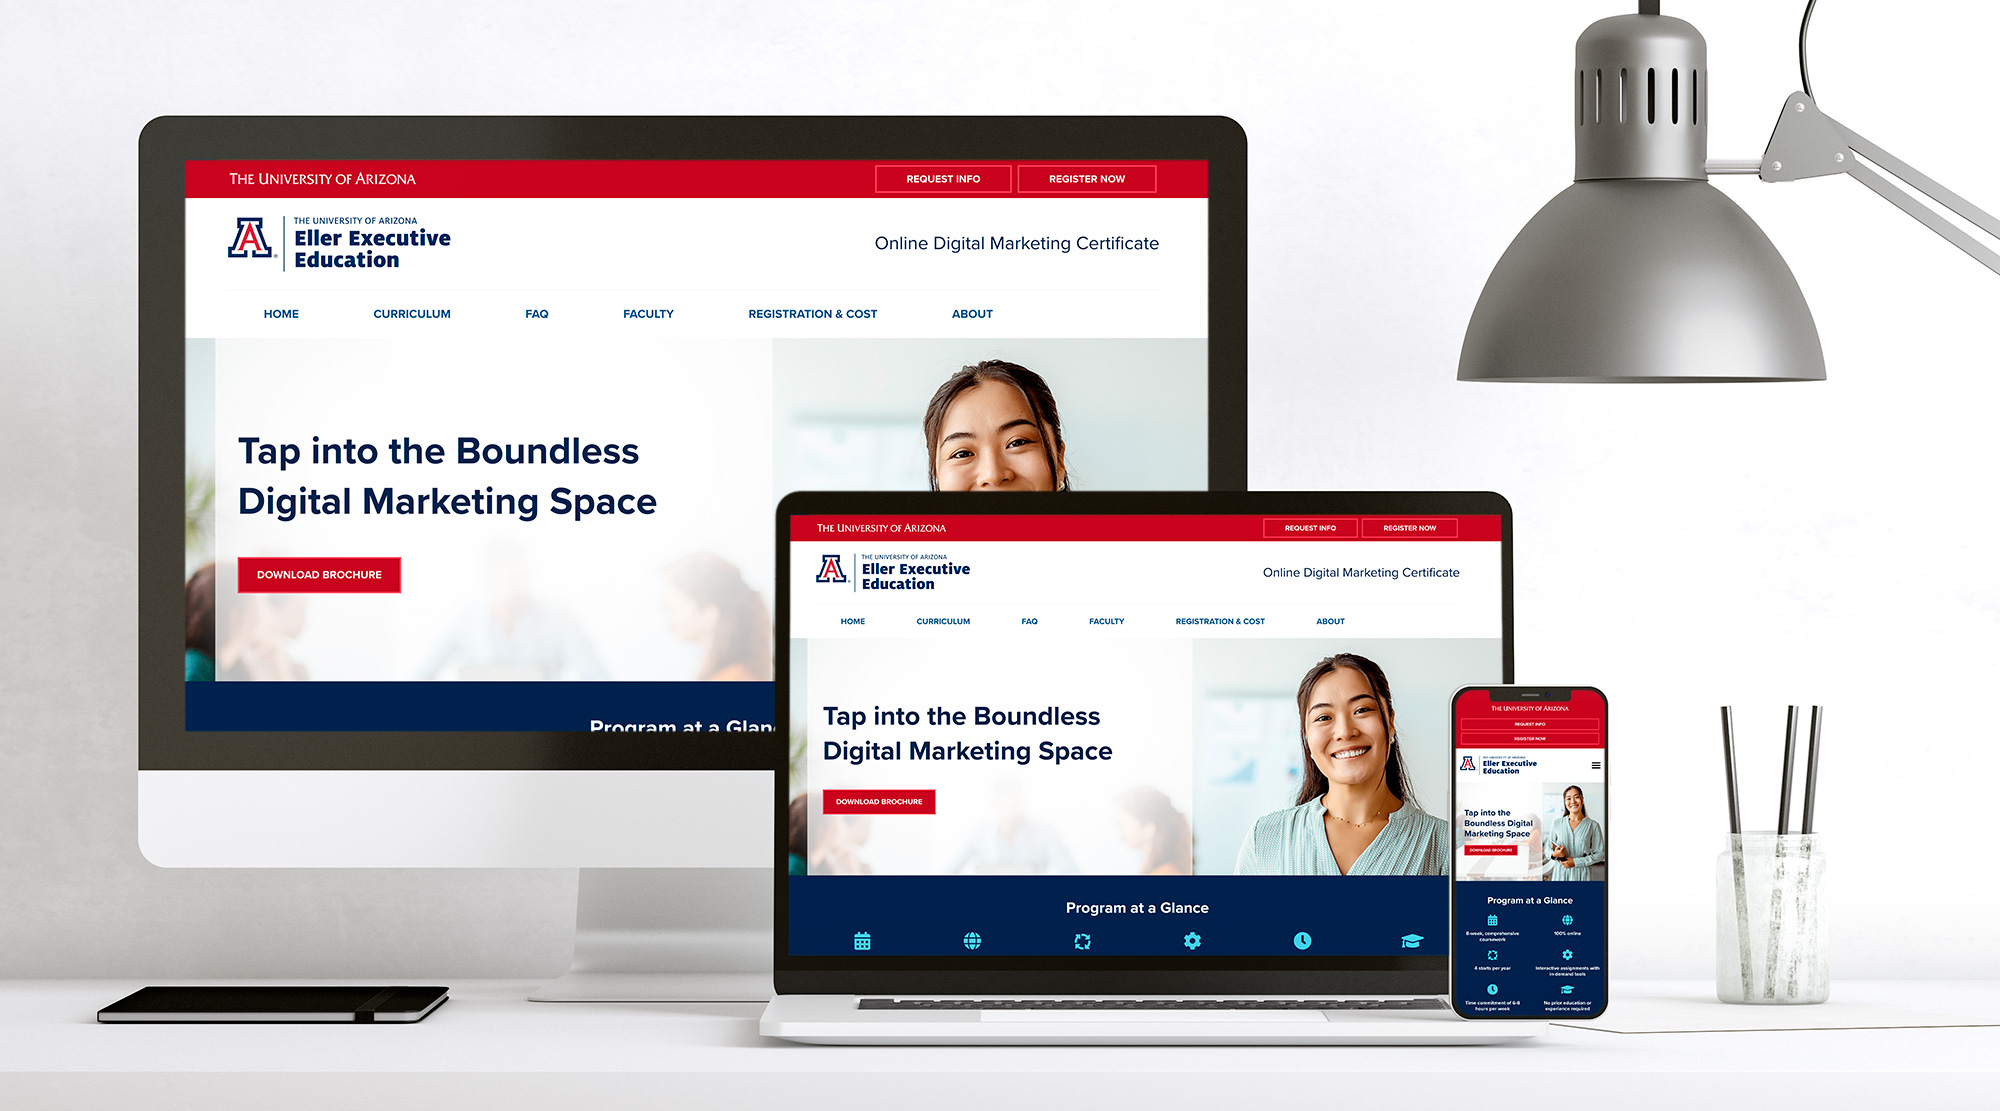 THE UNIVERSITY OF ARIZONA
REQUEST INFO
REGISTER NOW
A
THE UNIVERSITY OF ARIZONA
Eller Executive
Education
Online Digital Marketing Certificate
HOME
CURRICULUM
FAQ
FACULTY
REGISTRATION & COST
ABOUT
Tap into the Boundless
Digital Marketing Space
DOWNLOAD BROCHURE
Program at a Glan
THE UNIVERSITY OF ARIZONA
REQUEST INFO
REGISTER NOW
A
THE UNIVERSITY OF ARIZONA
Eller Executive
Education
Online Digital Marketing Certificate
HOME
CURRICULUM
FAQ
FACULTY
REGISTRATION & COST
ABOUT
Tap into the Boundless
Digital Marketing Space
DOWNLOAD BROCHURE
Program at a Glance
THE UNIVERSITY OF ARIZONA
REQUEST INFO
REGISTER NOW
A
THE UNIVERSITY OF ARIZONA
Eller Executive
Education
Tap into the
Boundless Digital
Marketing Space
DOWNLOAD BROCHURE
Program at a Glance
8-week, comprehensive
coursework
100% online
4 starts per year
Interactive assignments with
in-demand tools
Time commitment of 6-8
hours per week
No prior education or
experience required